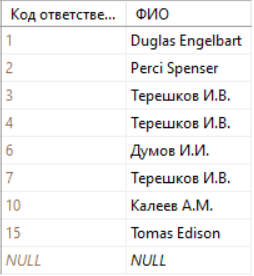 Код ответстве... ФИО
1 Duglas Engelbart
2 Perci Spenser
3 Терешков И.В.
4 Терешков И.В.
6 Думов И.И.
7 Терешков И.В.
10 Калеев А.М.
15 Tomas Edison
NULL NULL